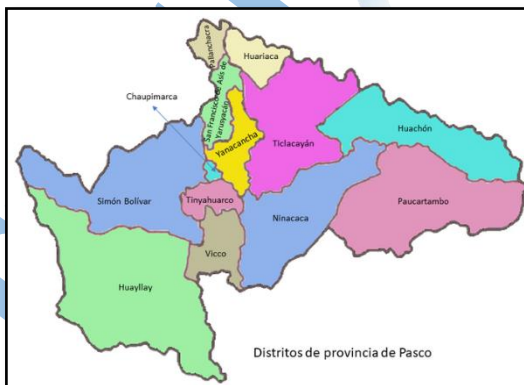 Pallanchacra
Huariaca
San Francisco de Asís de
Yarusyacán
Chaupimarca
Yanacancha
Ticlacayán
Huachón
Simón Bolívar
Tinyahuarco
Ninacaca
Paucartambo
Vicco
Huayllay
Distritos de provincia de Pasco